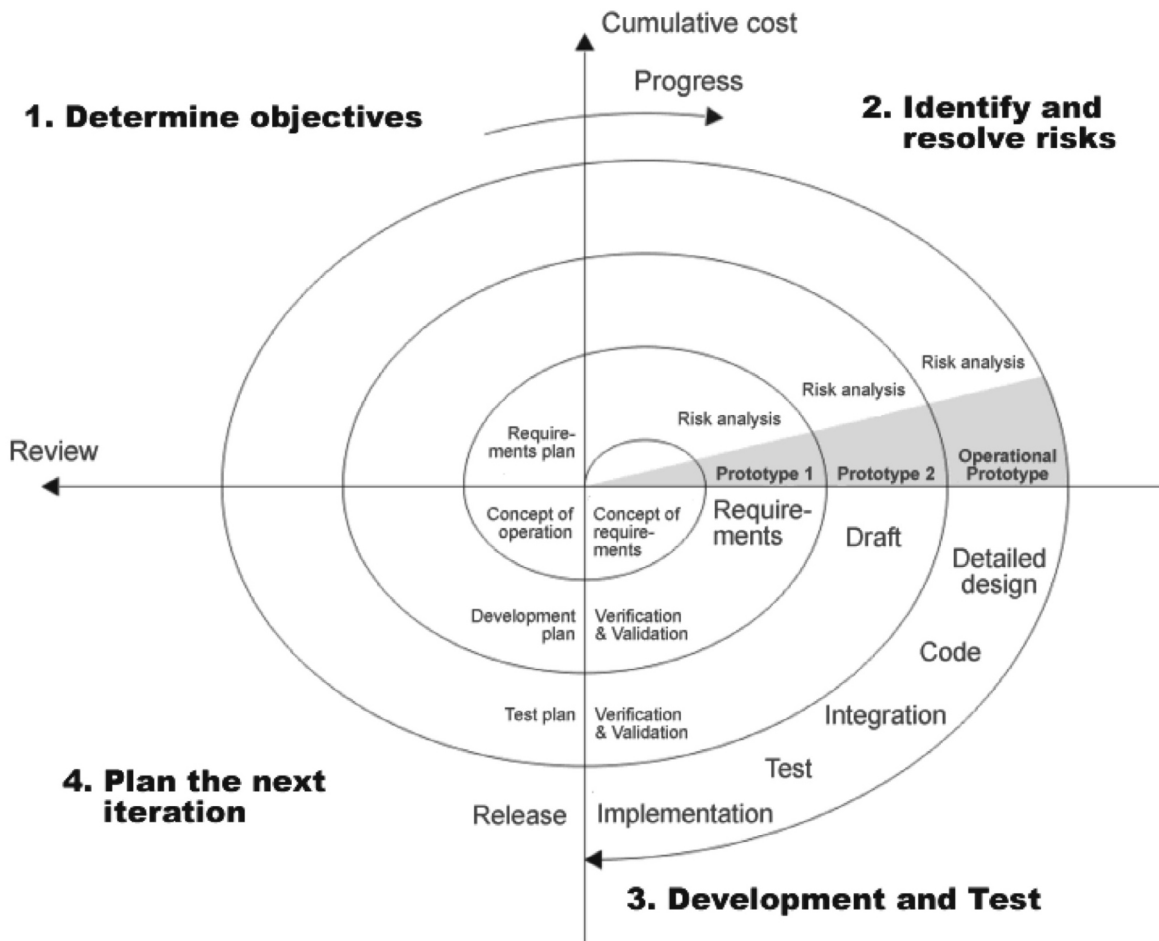 Cumulative cost
Progress
1. Determine objectives
2. Identify and
resolve risks
Risk analysis
Risk analysis
Risk analysis
Require-
ments plan
Review
Operational
Prototype
Prototype 1
Prototype 2
Concept of
operation
Concept of
require-
ments
Require-
ments
Draft
Detailed
design
Development
plan
Verification
& Validation
Code
Test plan
Verification
& Validation
Integration
Test
4. Plan the next
iteration
Release
Implementation
3. Development and Test